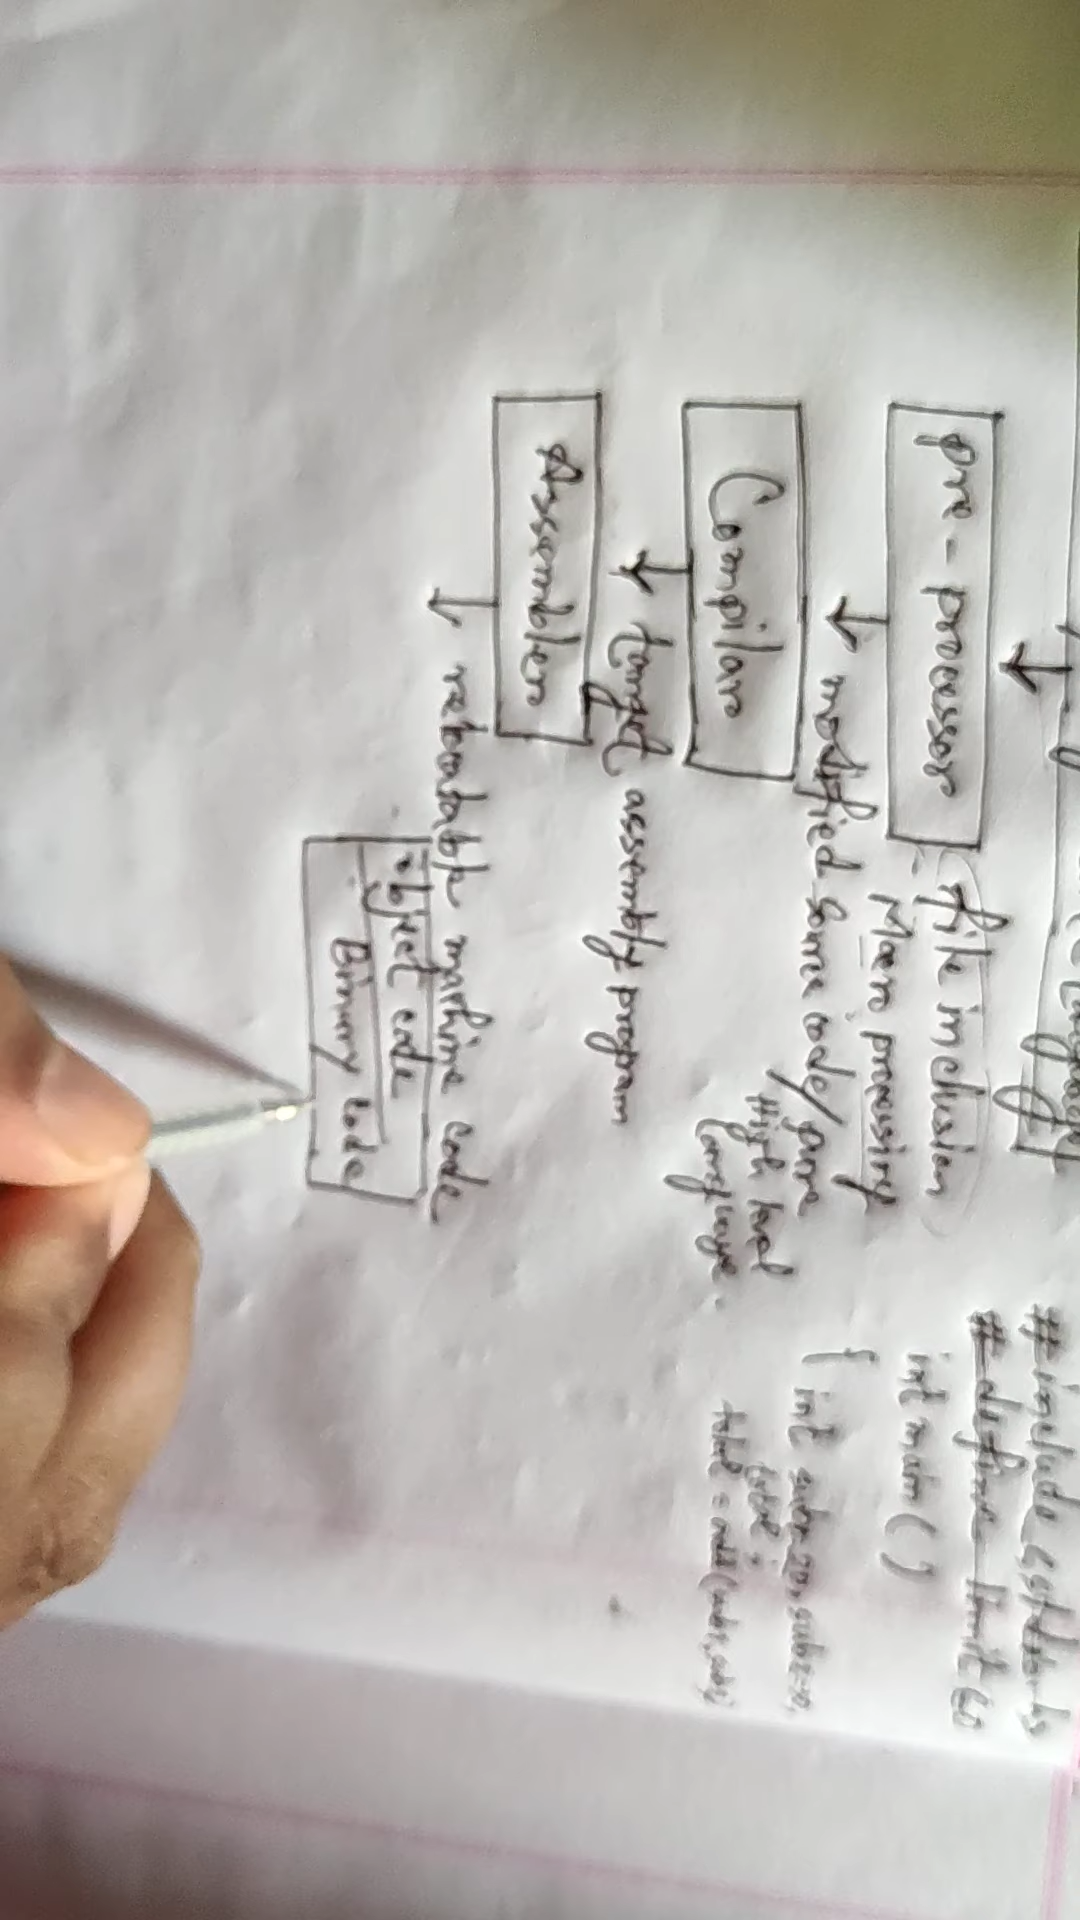 pre-processor
file inclusion
Macro processing
modified source code/pure
High level
language.
Compilar
target assembly program
Assembler
relocatable machine code
object code
Binary code
#include <stdio.h>
#define limit 60
int main()
{
int sub1=20, sub2=10,
total;
total = add(sub1, sub2)